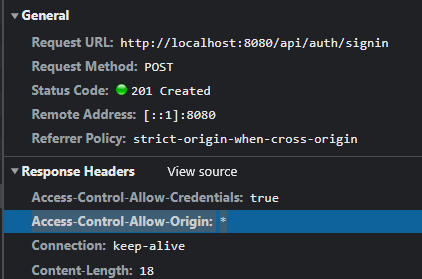 General
Request URL: http://localhost:8080/api/auth/signin
Request Method: POST
Status Code: 201 Created
Remote Address: [::1]:8080
Referrer Policy: strict-origin-when-cross-origin
Response Headers View source
Access-Control-Allow-Credentials: true
Access-Control-Allow-Origin: *
Connection: keep-alive
Content-Length: 18